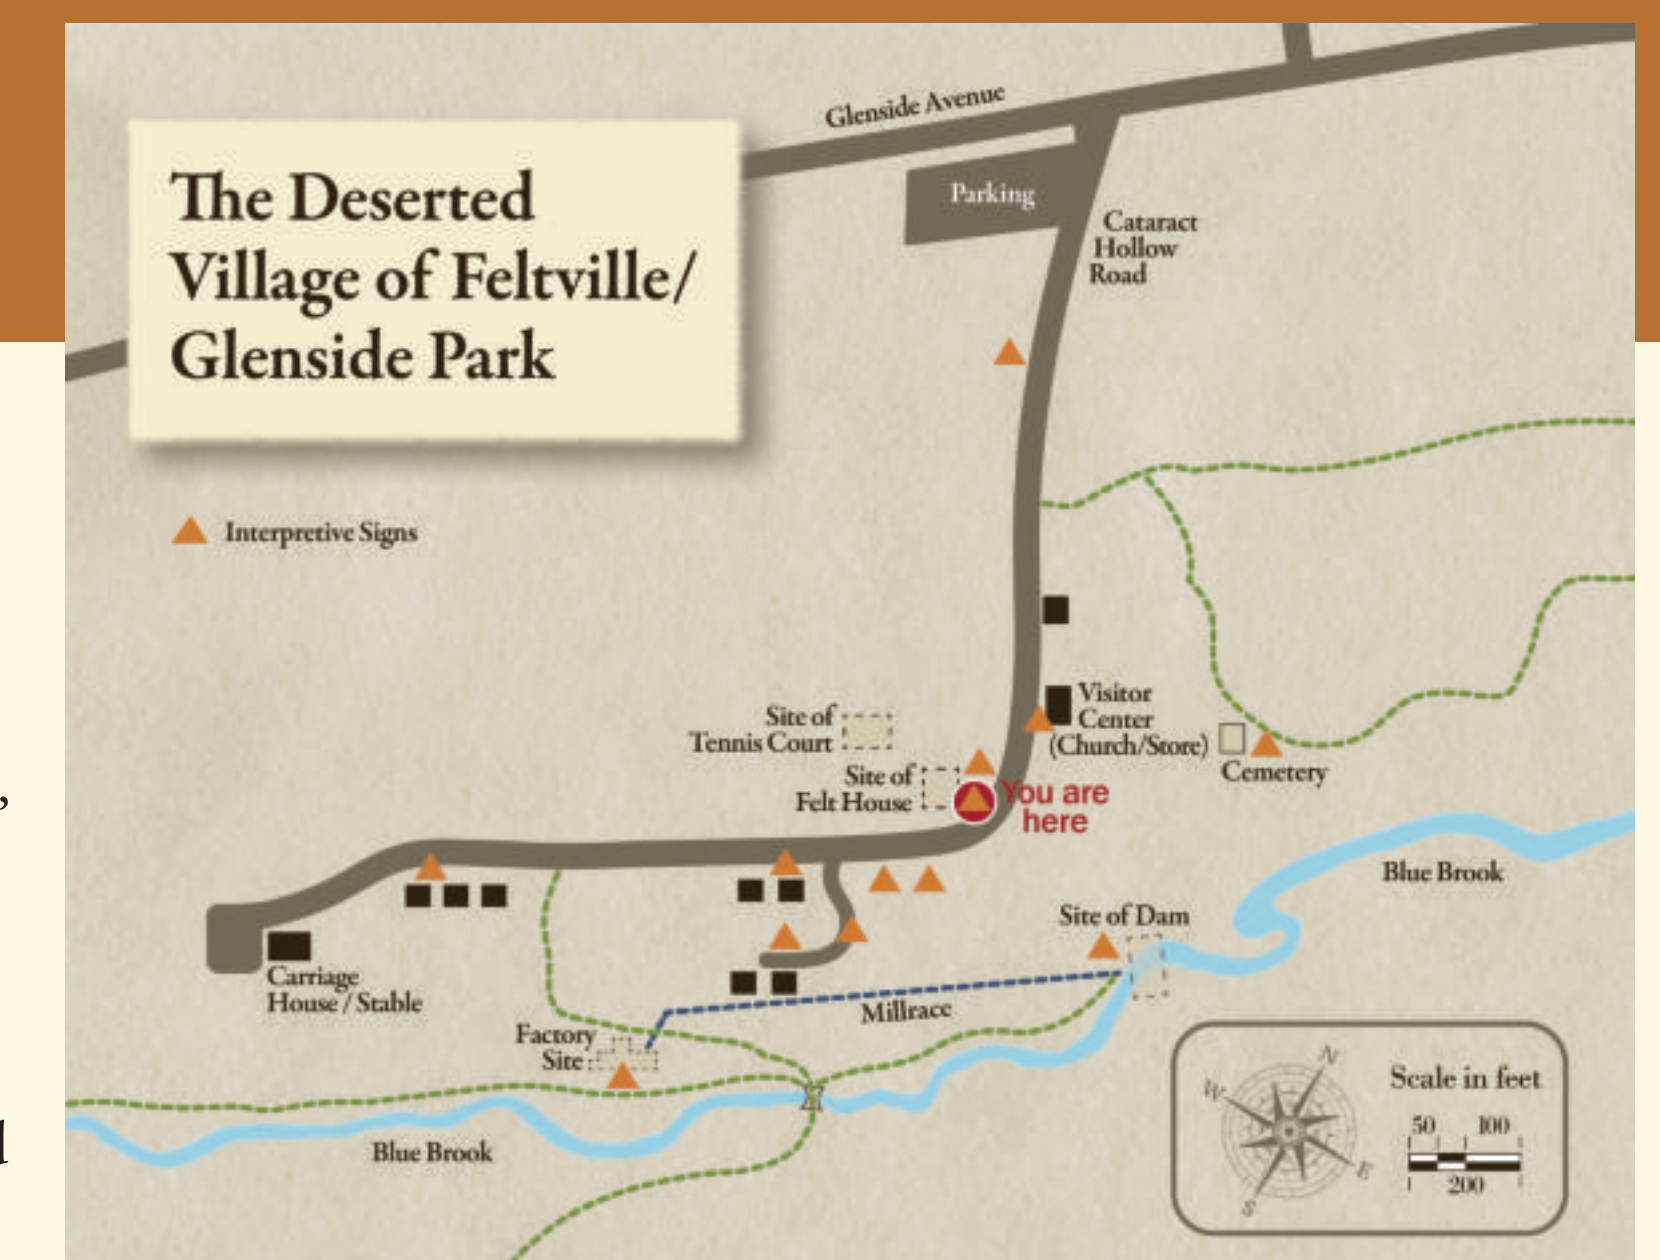 Glenside Avenue
The Deserted
Village of Feltville/
Glenside Park
Parking
Cataract
Hollow
Road
Interpretive Signs
Visitor
Center
(Church/Store)
Site of
Tennis Court
Cemetery
Site of
Felt House
You are
here
Blue Brook
Site of Dam
Carriage
House / Stable
Millrace
Factory
Site
Blue Brook
N
W
E
S
Scale in feet
50 100
200